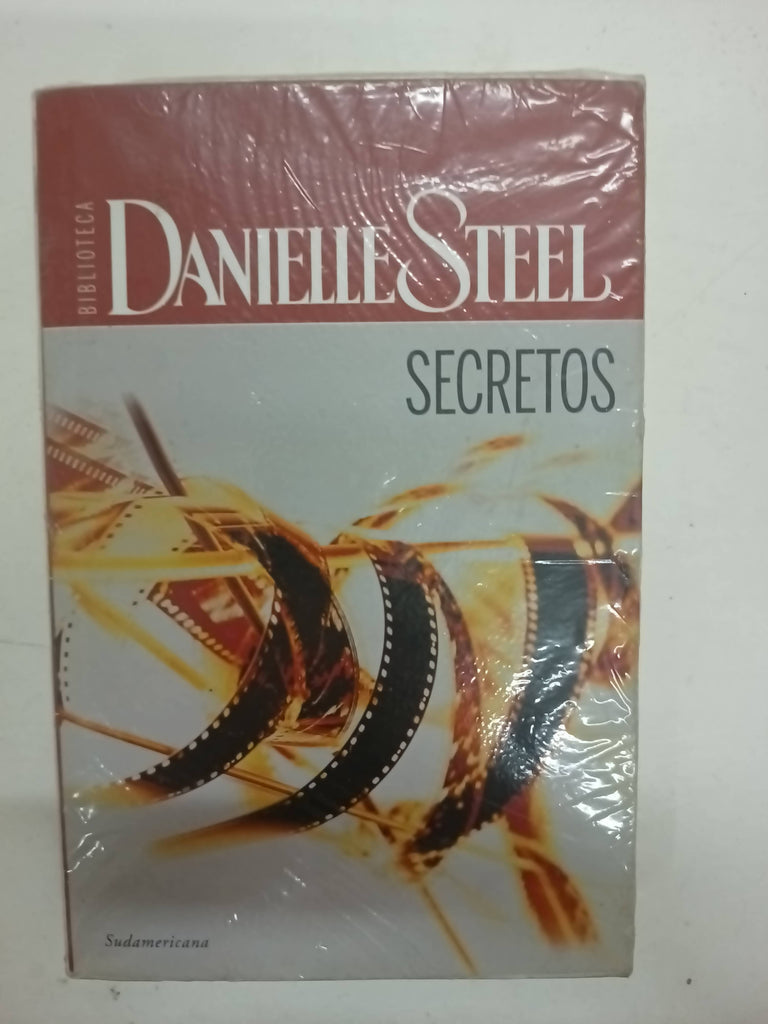 BIBLIOTECA
DANIELLE STEEL
SECRETOS
Sudamericana